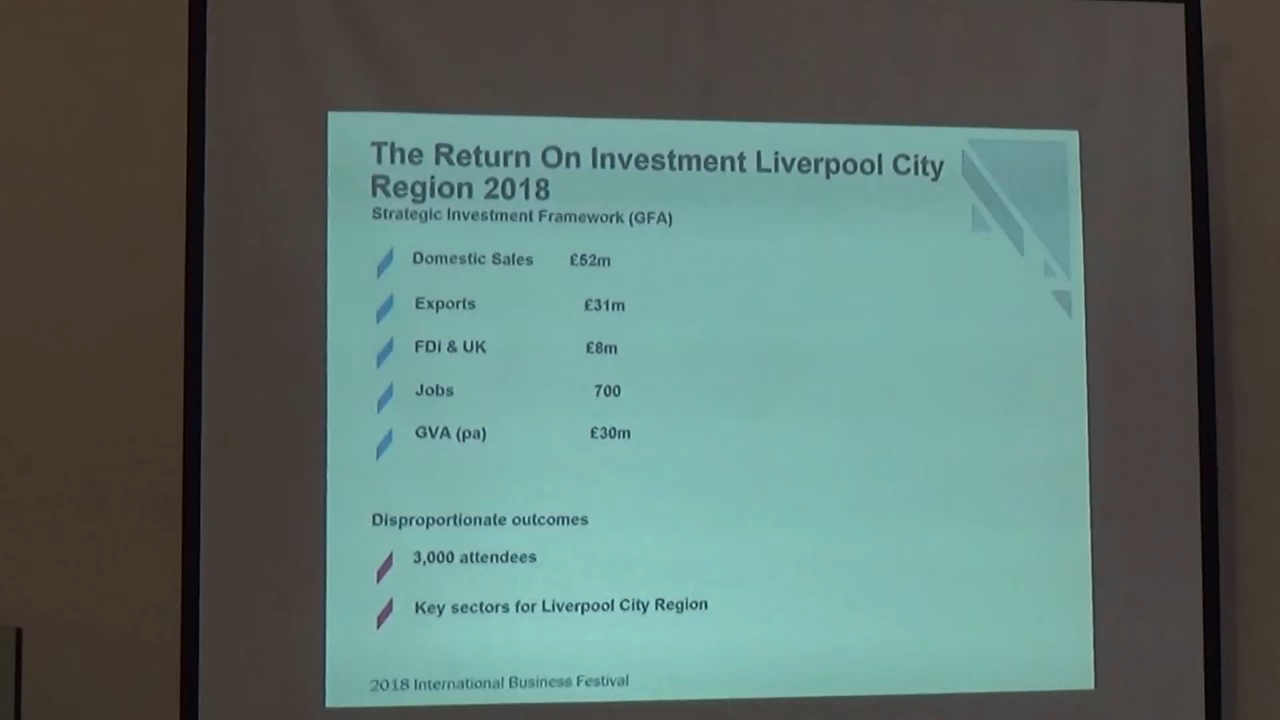 The Return On Investment Liverpool City
Region 2018
Strategic Investment Framework (GFA)
Domestic Sales £52m
Exports £31m
FDi & UK £8m
Jobs 700
GVA (pa) £30m
Disproportionate outcomes
3,000 attendees
Key sectors for Liverpool City Region
2018 International Business Festival